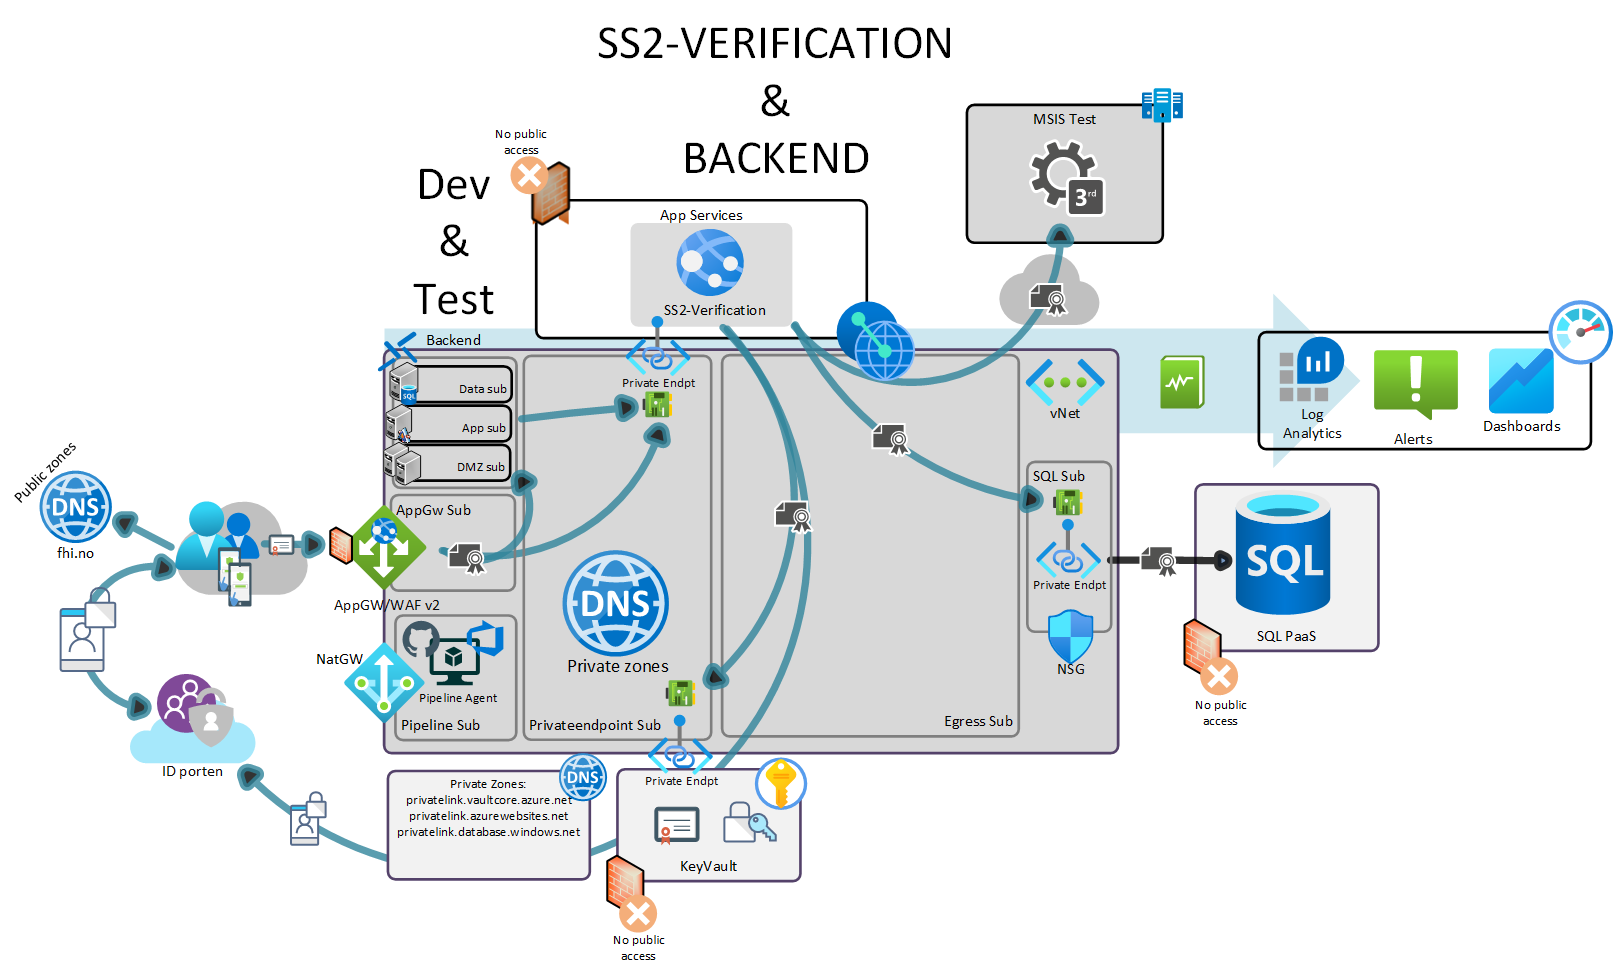 SS2-VERIFICATION
&
BACKEND
Dev
&
Test
No public
access
App Services
SS2-Verification
MSIS Test
3rd
Backend
Data sub
SQL
App sub
DMZ sub
Private Endpt
vNet
Log
Analytics
Alerts
Dashboards
Public zones
DNS
fhi.no
AppGw Sub
AppGW/WAF v2
NatGW
Pipeline Agent
Pipeline Sub
DNS
Private zones
Privateendpoint Sub
Egress Sub
SQL Sub
Private Endpt
NSG
SQL
SQL PaaS
No public
access
ID porten
Private Zones:
privatelink.vaultcore.azure.net
privatelink.azurewebsites.net
privatelink.database.windows.net
DNS
Private Endpt
KeyVault
No public
access